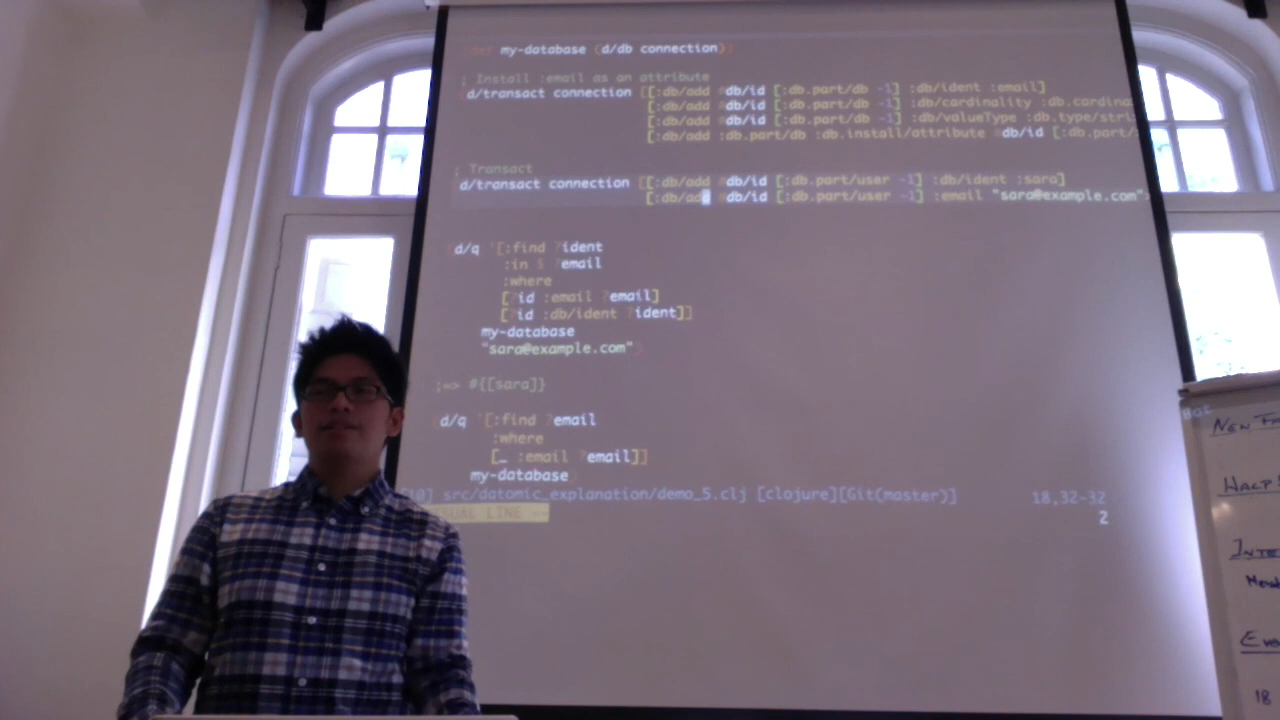 my-database (d/db connection))
; Install :email as an attribute
d/transact connection [[:db/add #db/id [:db.part/db -1] :db/ident :email]
[:db/add #db/id [:db.part/db -1] :db/cardinality :db.cardina
[:db/add #db/id [:db.part/db -1] :db/valueType :db.type/stri
[:db/add :db.part/db :db.install/attribute #db/id [:db.part/
; Transact
d/transact connection [[:db/add #db/id [:db.part/user -1] :db/ident :sara]
[:db/add #db/id [:db.part/user -1] :email "sara@example.com"
d/q '[:find ?ident
:in $ ?email
:where
[?id :email ?email]
[?id :db/ident ?ident]]
my-database
"sara@example.com")
;=> #{[sara]}
d/q '[:find ?email
:where
[_ :email ?email]]
my-database)
src/datomic_explanation/demo_5.clj [clojure][Git(master)] 18,32-32
SUAL LINE -- 2
Bot
NEW
HALP!
INTE
EVE
18